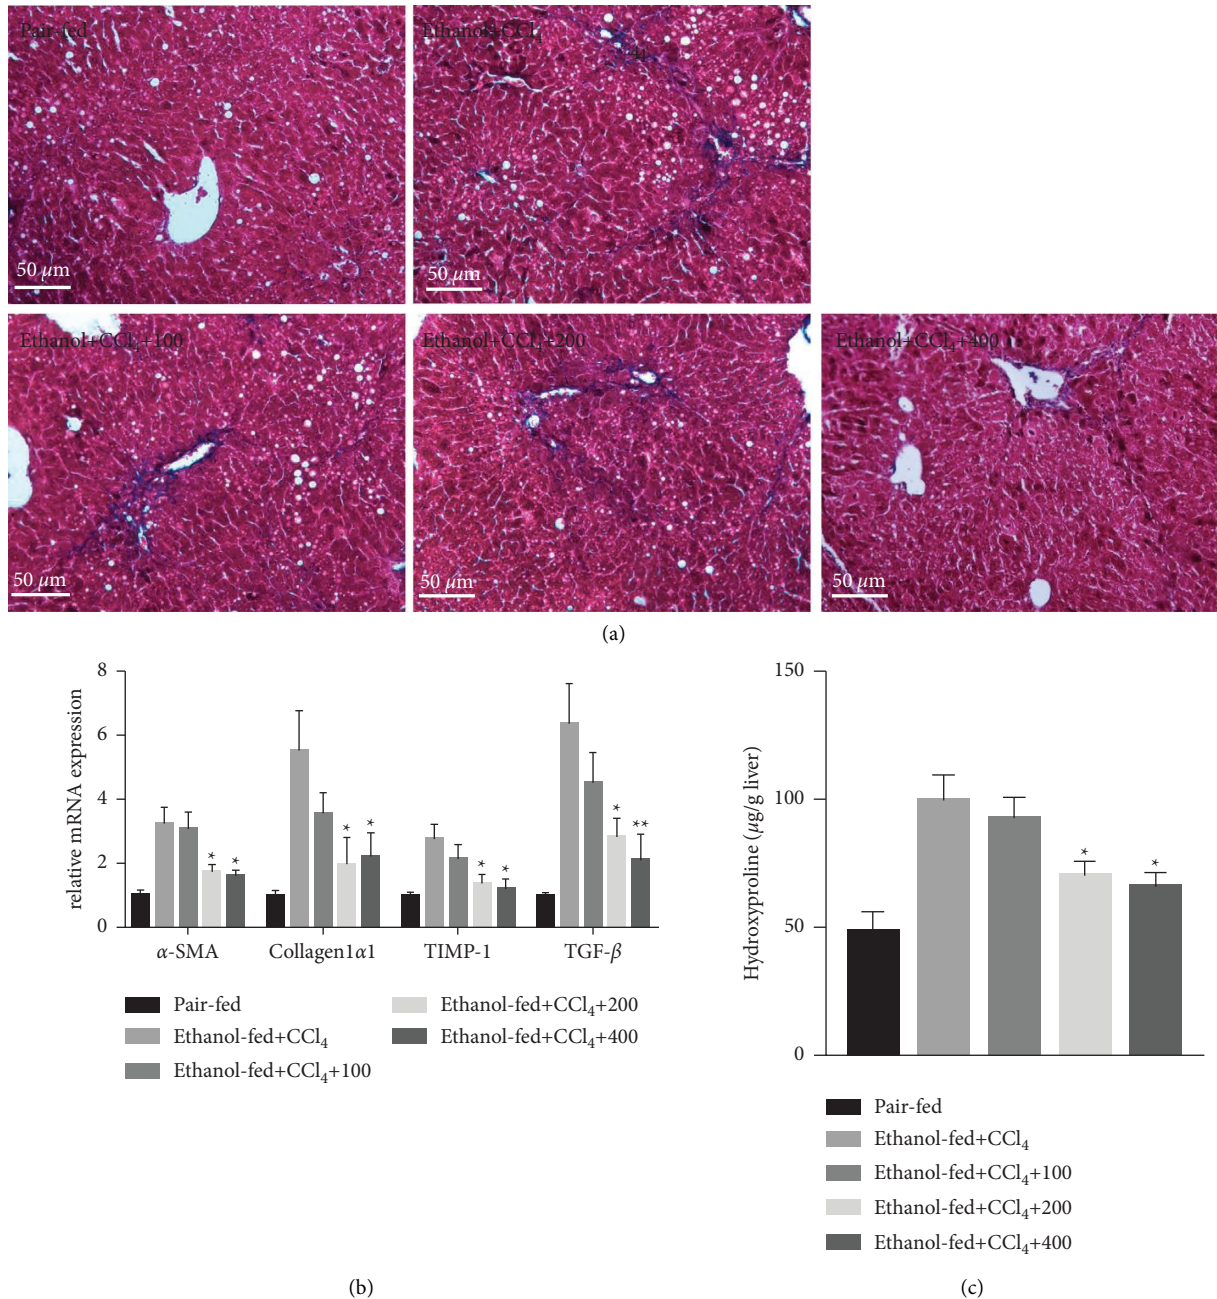 Pair-fed
Ethanol+CCl₄
50 μm
50 μm
Ethanol+CCl₄+100
Ethanol+CCl₄+200
Ethanol+CCl₄+400
50 μm
50 μm
50 μm
(a)
relative mRNA expression
8
6
4
2
0
*
*
*
*
*
*
*
**
α-SMA
Collagen1α1
TIMP-1
TGF-β
Pair-fed
Ethanol-fed+CCl₄
Ethanol-fed+CCl₄+100
Ethanol-fed+CCl₄+200
Ethanol-fed+CCl₄+400
(b)
Hydroxyproline (μg/g liver)
150
100
50
0
*
*
Pair-fed
Ethanol-fed+CCl₄
Ethanol-fed+CCl₄+100
Ethanol-fed+CCl₄+200
Ethanol-fed+CCl₄+400
(c)